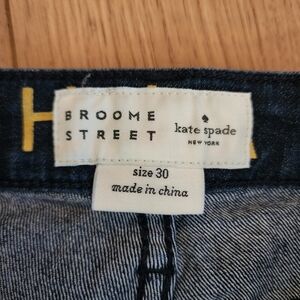 BROOME
STREET
kate spade
NEW YORK
size 30
made in china